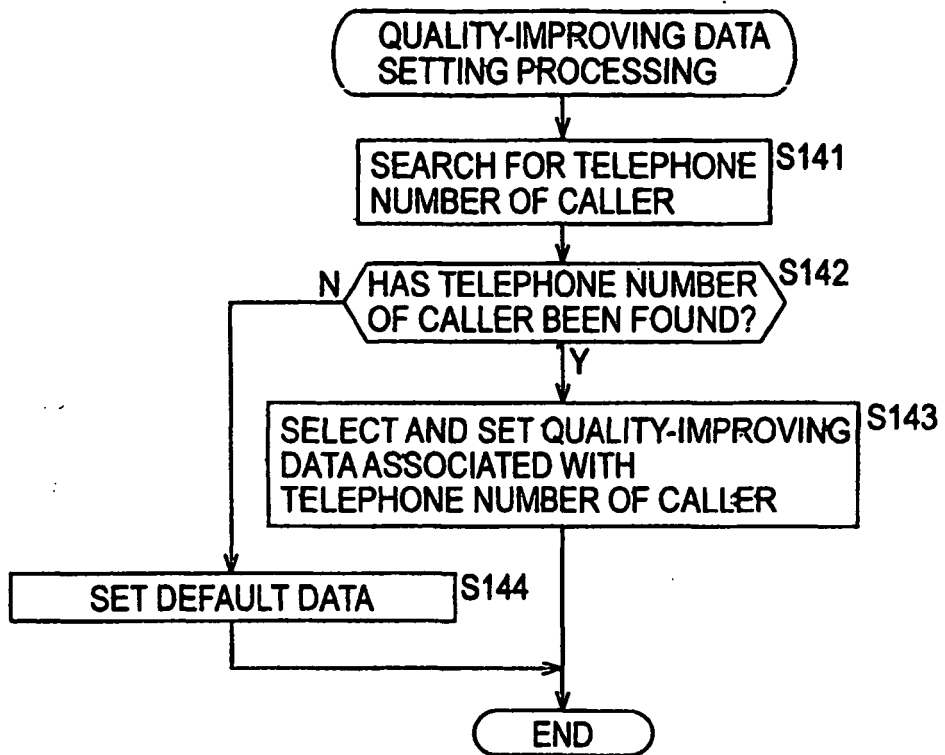 QUALITY-IMPROVING DATA
SETTING PROCESSING
SEARCH FOR TELEPHONE
NUMBER OF CALLER
S141
HAS TELEPHONE NUMBER
OF CALLER BEEN FOUND?
S142
N
Y
SELECT AND SET QUALITY-IMPROVING
DATA ASSOCIATED WITH
TELEPHONE NUMBER OF CALLER
S143
SET DEFAULT DATA
S144
END